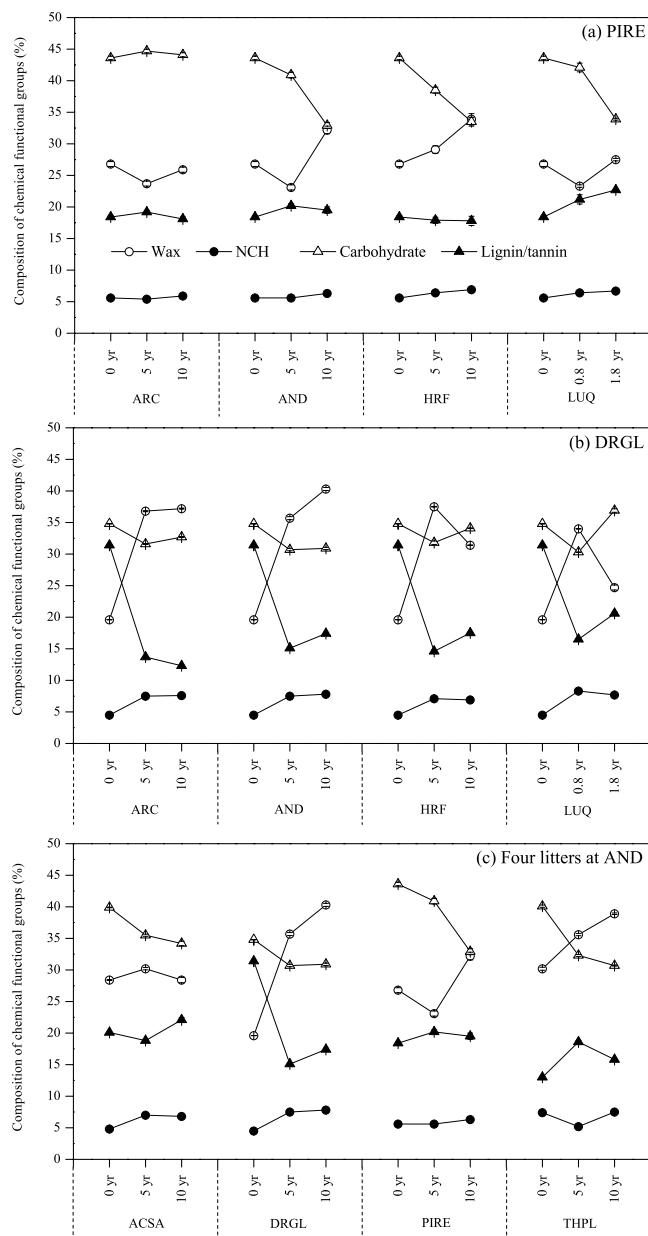 50
45
40
35
30
25
20
15
10
5
0
Composition of chemical functional groups (%)
(a) PIRE
Wax NCH Carbohydrate Lignin/tannin
0 yr 5 yr 10 yr 0 yr 5 yr 10 yr 0 yr 5 yr 10 yr 0 yr 0.8 yr 1.8 yr
ARC AND HRF LUQ
50
45
40
35
30
25
20
15
10
5
0
Composition of chemical functional groups (%)
(b) DRGL
0 yr 5 yr 10 yr 0 yr 5 yr 10 yr 0 yr 5 yr 10 yr 0 yr 0.8 yr 1.8 yr
ARC AND HRF LUQ
50
45
40
35
30
25
20
15
10
5
0
Composition of chemical functional groups (%)
(c) Four litters at AND
0 yr 5 yr 10 yr 0 yr 5 yr 10 yr 0 yr 5 yr 10 yr 0 yr 5 yr 10 yr
ACSA DRGL PIRE THPL